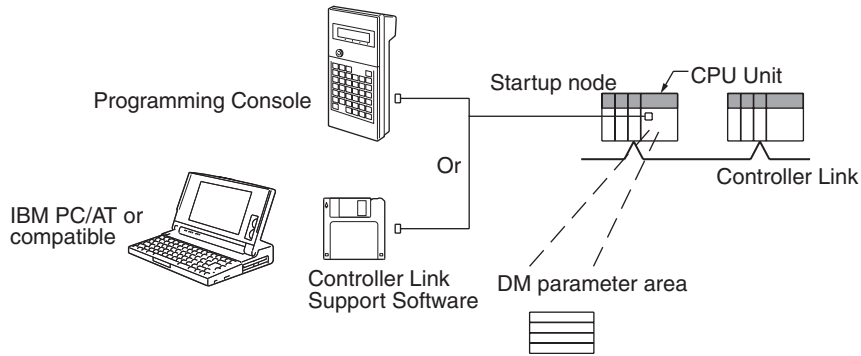 Programming Console
Startup node
CPU Unit
Or
Controller Link
IBM PC/AT or
compatible
Controller Link
Support Software
DM parameter area